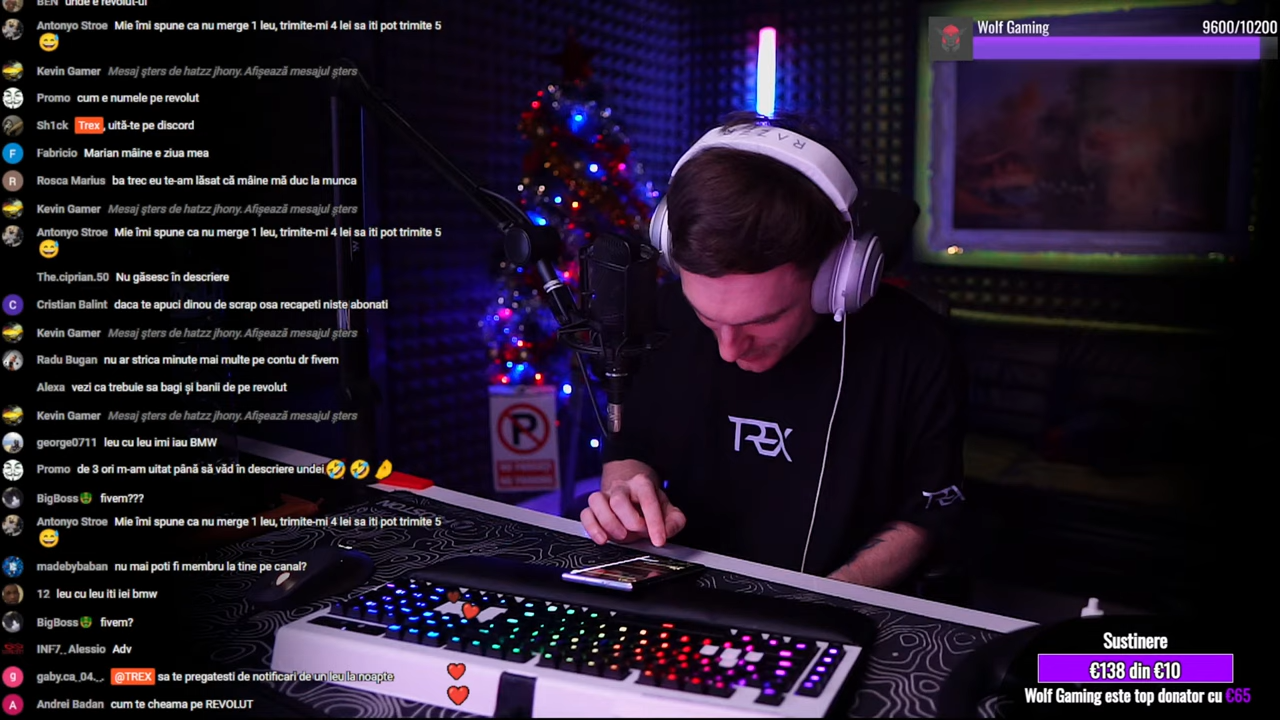 BEN unde e revolut-ul
Antonyo Stroe Mie îmi spune ca nu merge 1 leu, trimite-mi 4 lei sa iti pot trimite 5
😅
Kevin Gamer Mesaj șters de hatzz jhony. Afișează mesajul șters
Promo cum e numele pe revolut
Sh1ck Trex, uită-te pe discord
Fabricio Marian mâine e ziua mea
Rosca Marius ba trec eu te-am lăsat că mâine mă duc la munca
Kevin Gamer Mesaj șters de hatzz jhony. Afișează mesajul șters
Antonyo Stroe Mie îmi spune ca nu merge 1 leu, trimite-mi 4 lei sa iti pot trimite 5
😅
The.ciprian.50 Nu găsesc în descriere
Cristian Balint daca te apuci dinou de scrap osa recapeti niste abonati
Kevin Gamer Mesaj șters de hatzz jhony. Afișează mesajul șters
Radu Bugan nu ar strica minute mai multe pe contu dr fivem
Alexa vezi ca trebuie sa bagi și banii de pe revolut
Kevin Gamer Mesaj șters de hatzz jhony. Afișează mesajul șters
george0711 leu cu leu imi iau BMW
Promo de 3 ori m-am uitat până să văd în descriere undei 🤣 🤣 🤌
BigBoss🤑 fivem???
Antonyo Stroe Mie îmi spune ca nu merge 1 leu, trimite-mi 4 lei sa iti pot trimite 5
😅
madebybaban nu mai poti fi membru la tine pe canal?
12 leu cu leu iti iei bmw
BigBoss🤑 fivem?
INF7_ Alessio Adv
gaby.ca_04._. @TREX sa te pregatesti de notificari de un leu la noapte
Andrei Badan cum te cheama pe REVOLUT
Wolf Gaming 9600/10200
RAZER
P
NO PARKING
TREX
TREX
Sustinere
€138 din €10
Wolf Gaming este top donator cu €65